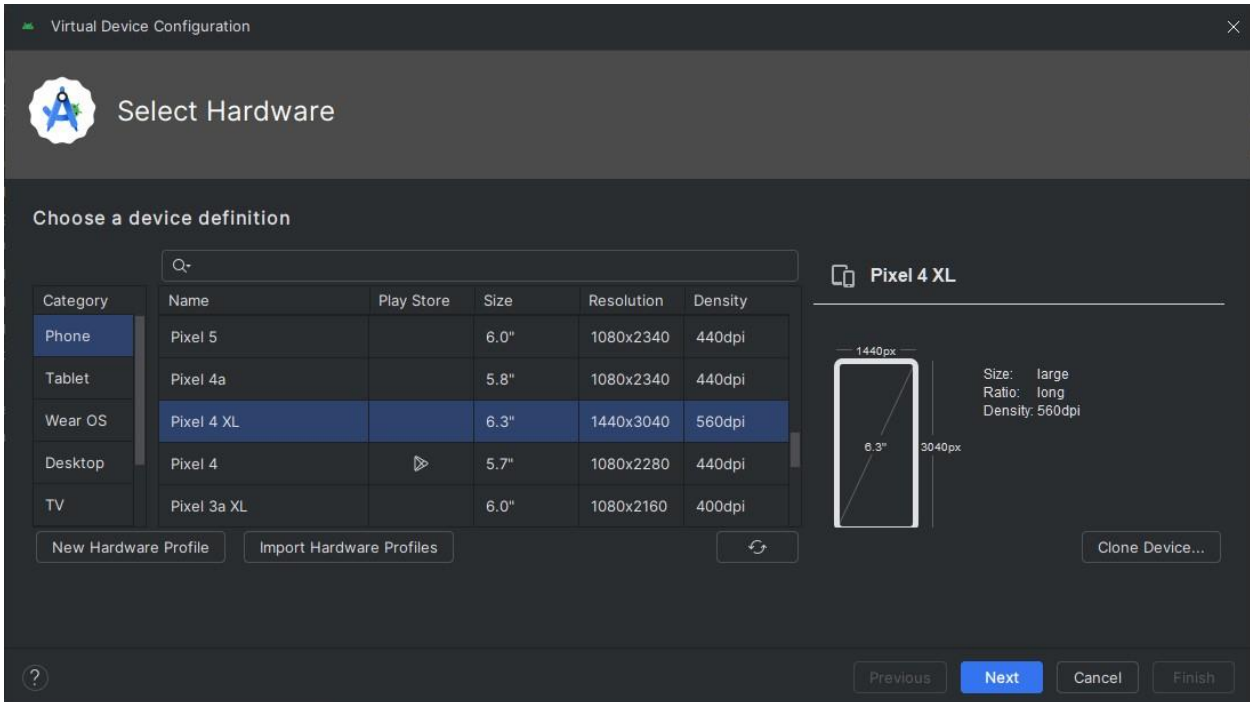 Virtual Device Configuration
Select Hardware
Choose a device definition
Category Name Play Store Size Resolution Density
Phone Pixel 5 6.0" 1080x2340 440dpi
Tablet Pixel 4a 5.8" 1080x2340 440dpi
Wear OS Pixel 4 XL 6.3" 1440x3040 560dpi
Desktop Pixel 4 5.7" 1080x2280 440dpi
TV Pixel 3a XL 6.0" 1080x2160 400dpi
New Hardware Profile Import Hardware Profiles
Pixel 4 XL
1440px
6.3" 3040px
Size: large
Ratio: long
Density: 560dpi
Clone Device...
? Previous Next Cancel Finish